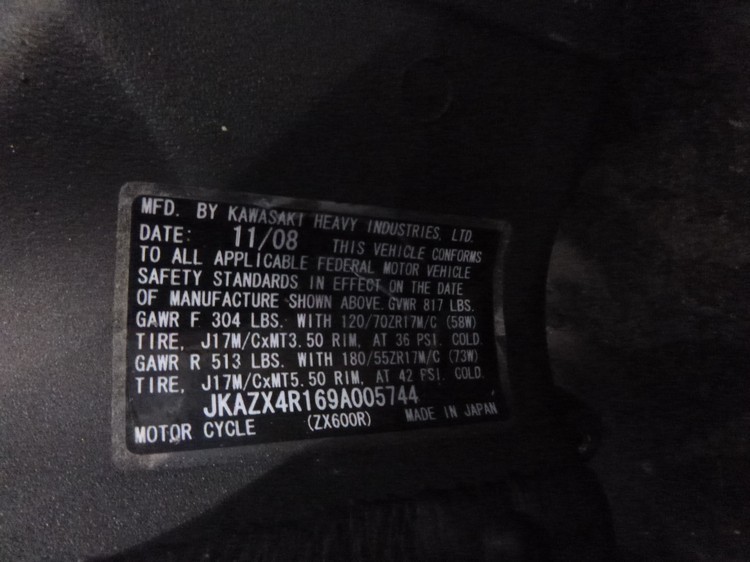 MFD. BY KAWASAKI HEAVY INDUSTRIES, LTD.
DATE: 11/08 THIS VEHICLE CONFORMS
TO ALL APPLICABLE FEDERAL MOTOR VEHICLE
SAFETY STANDARDS IN EFFECT ON THE DATE
OF MANUFACTURE SHOWN ABOVE. GVWR 817 LBS.
GAWR F 304 LBS. WITH 120/70ZR17M/C (58W)
TIRE, J17M/CxMT3.50 RIM, AT 36 PSI. COLD.
GAWR R 513 LBS. WITH 180/55ZR17M/C (73W)
TIRE, J17M/CxMT5.50 RIM, AT 42 PSI. COLD.
JKAZX4R169A005744
MOTOR CYCLE (ZX600R) MADE IN JAPAN